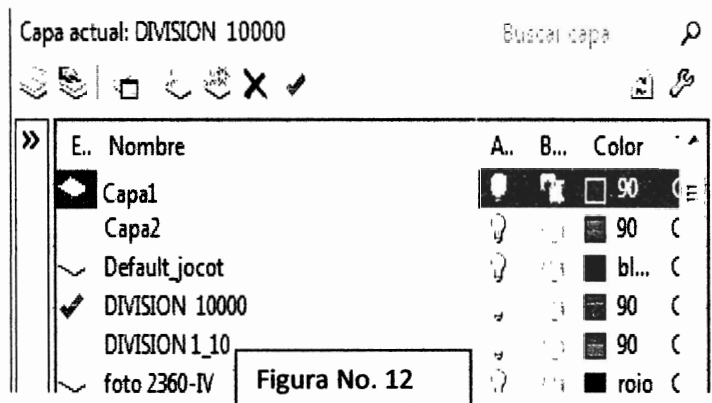 Capa actual: DIVISION 10000 Buscar capa
» E.. Nombre A.. B... Color
Capa1 90 C
Capa2 90 C
Default_jocot bl... C
DIVISION 10000 90 C
DIVISION 1_10 90 C
foto 2360-IV rojo C
Figura No. 12